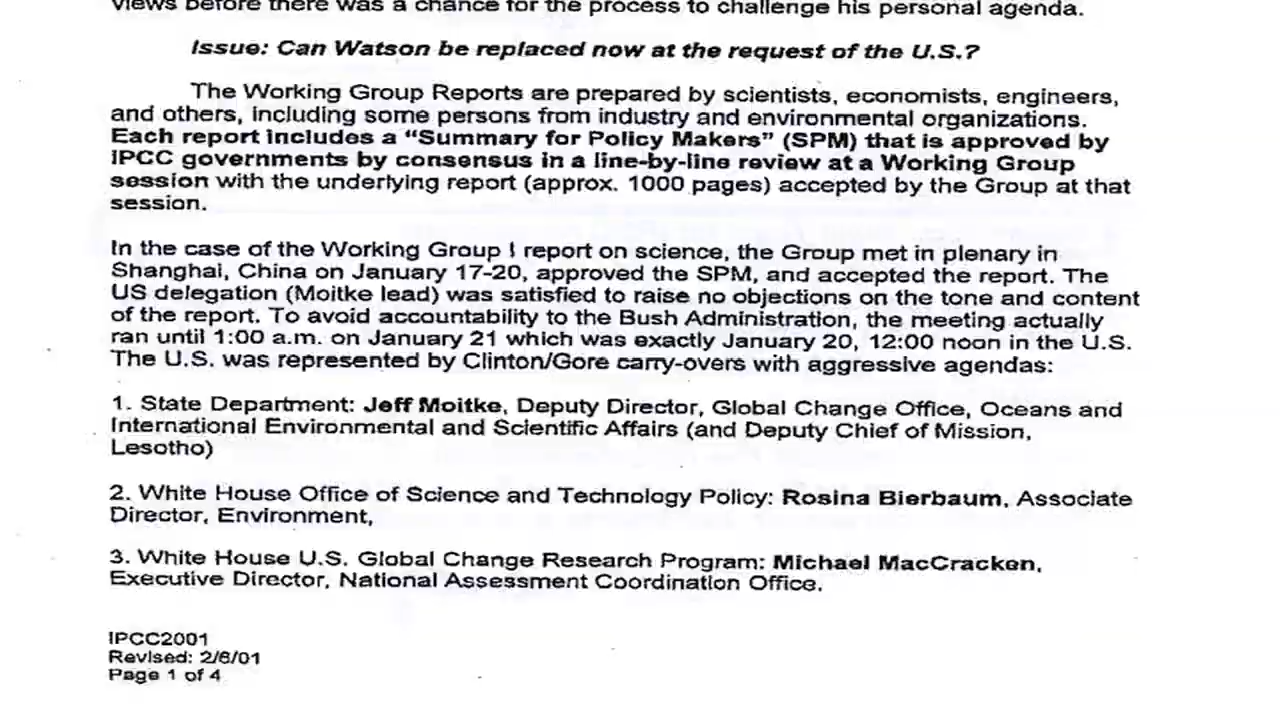 views before there was a chance for the process to challenge his personal agenda.
Issue: Can Watson be replaced now at the request of the U.S.?
The Working Group Reports are prepared by scientists, economists, engineers,
and others, including some persons from industry and environmental organizations.
Each report includes a “Summary for Policy Makers” (SPM) that is approved by
IPCC governments by consensus in a line-by-line review at a Working Group
session with the underlying report (approx. 1000 pages) accepted by the Group at that
session.
In the case of the Working Group I report on science, the Group met in plenary in
Shanghai, China on January 17-20, approved the SPM, and accepted the report. The
US delegation (Moitke lead) was satisfied to raise no objections on the tone and content
of the report. To avoid accountability to the Bush Administration, the meeting actually
ran until 1:00 a.m. on January 21 which was exactly January 20, 12:00 noon in the U.S.
The U.S. was represented by Clinton/Gore carry-overs with aggressive agendas:
1. State Department: Jeff Moitke, Deputy Director, Global Change Office, Oceans and
International Environmental and Scientific Affairs (and Deputy Chief of Mission,
Lesotho)
2. White House Office of Science and Technology Policy: Rosina Bierbaum, Associate
Director, Environment,
3. White House U.S. Global Change Research Program: Michael MacCracken,
Executive Director, National Assessment Coordination Office.
IPCC2001
Revised: 2/6/01
Page 1 of 4